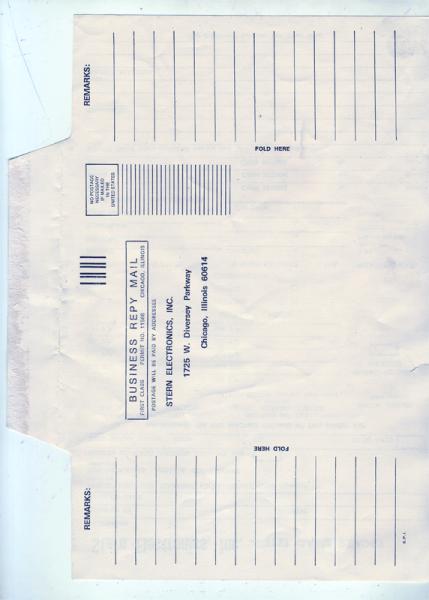 REMARKS:
FOLD HERE
NO POSTAGE
NECESSARY
IF MAILED
IN THE
UNITED STATES
BUSINESS REPY MAIL
FIRST CLASS PERMIT NO. 11598 CHICAGO, ILLINOIS
POSTAGE WILL BE PAID BY ADDRESSEE
STERN ELECTRONICS, INC.
1725 W. Diversey Parkway
Chicago, Illinois 60614
FOLD HERE
REMARKS: